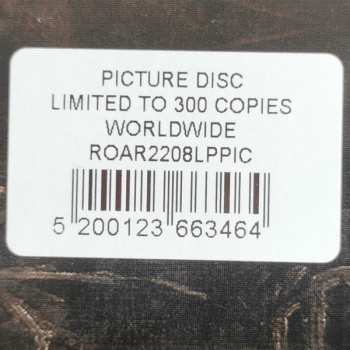 PICTURE DISC
LIMITED TO 300 COPIES
WORLDWIDE
ROAR2208LPPIC
5 200123 663464